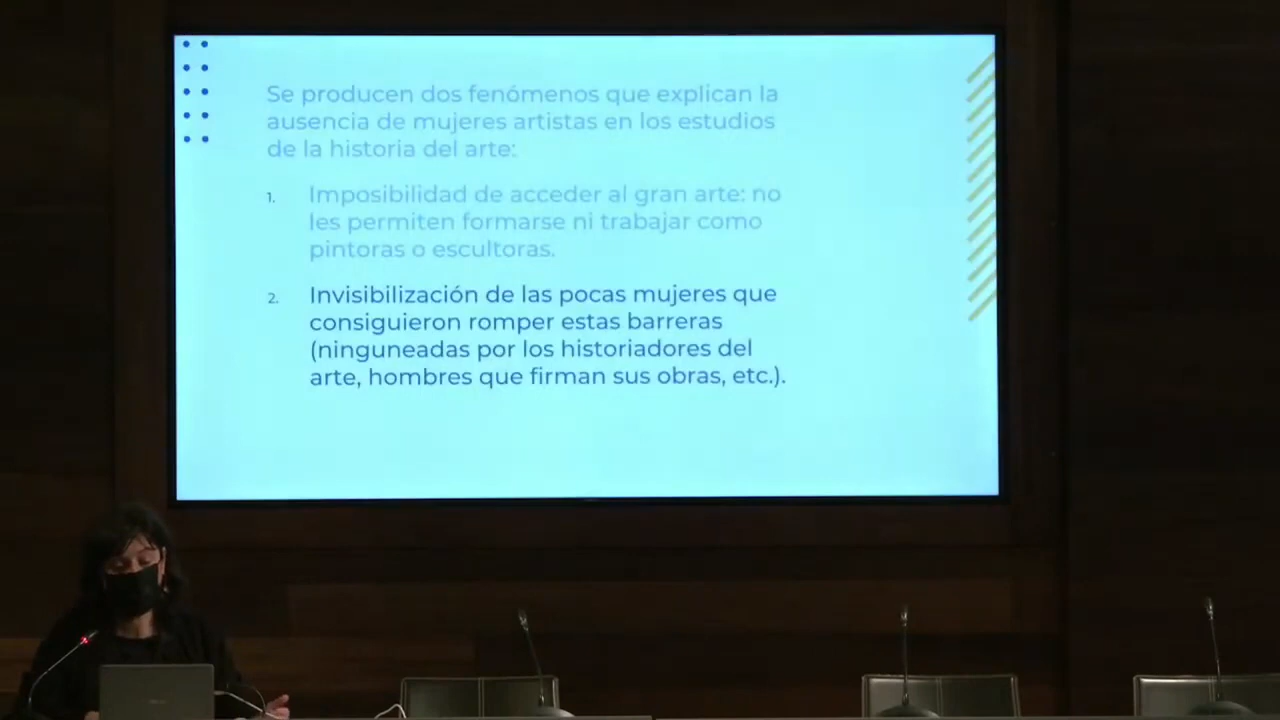 Se producen dos fenómenos que explican la
ausencia de mujeres artistas en los estudios
de la historia del arte:
1. Imposibilidad de acceder al gran arte: no
les permiten formarse ni trabajar como
pintoras o escultoras.
2. Invisibilización de las pocas mujeres que
consiguieron romper estas barreras
(ninguneadas por los historiadores del
arte, hombres que firman sus obras, etc.).